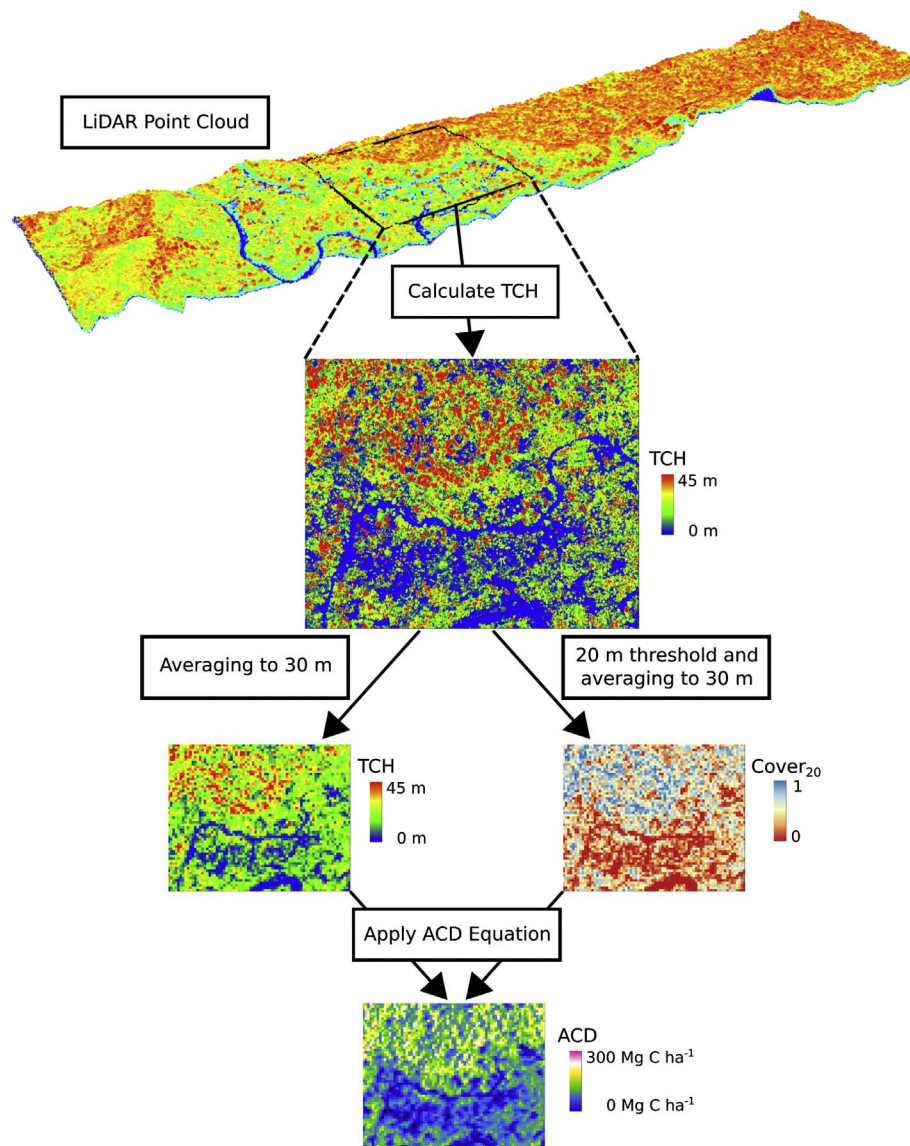 LiDAR Point Cloud
Calculate TCH
TCH
45 m
0 m
Averaging to 30 m
20 m threshold and
averaging to 30 m
TCH
45 m
0 m
Cover₂₀
1
0
Apply ACD Equation
ACD
300 Mg C ha⁻¹
0 Mg C ha⁻¹